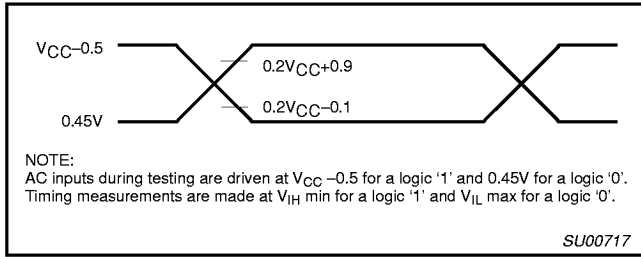 VCC–0.5
0.2VCC+0.9
0.2VCC–0.1
0.45V
NOTE:
AC inputs during testing are driven at VCC –0.5 for a logic ‘1’ and 0.45V for a logic ‘0’.
Timing measurements are made at VIH min for a logic ‘1’ and VIL max for a logic ‘0’.
SU00717